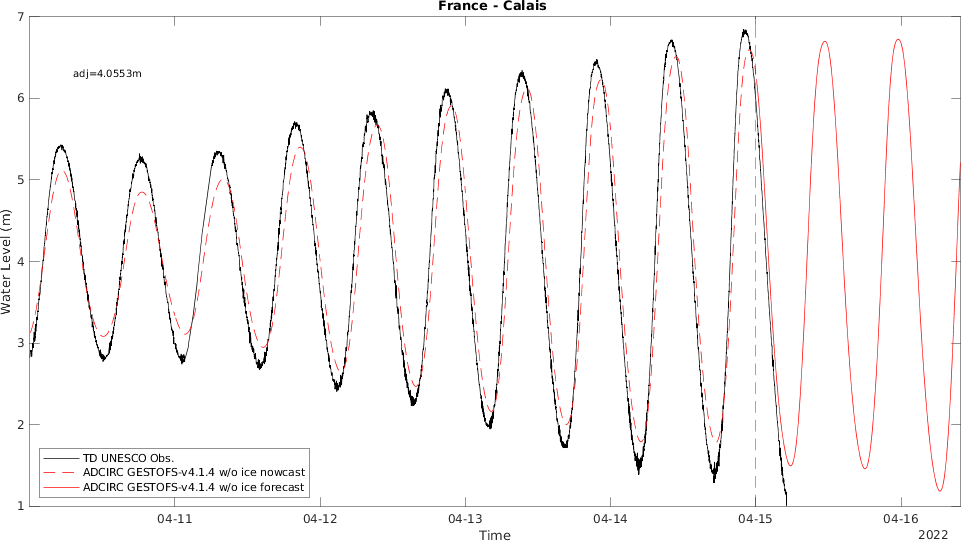 France - Calais
adj=4.0553m
Water Level (m)
7
6
5
4
3
2
1
TD UNESCO Obs.
ADCIRC GESTOFS-v4.1.4 w/o ice nowcast
ADCIRC GESTOFS-v4.1.4 w/o ice forecast
04-11 04-12 04-13 04-14 04-15 04-16
Time
2022